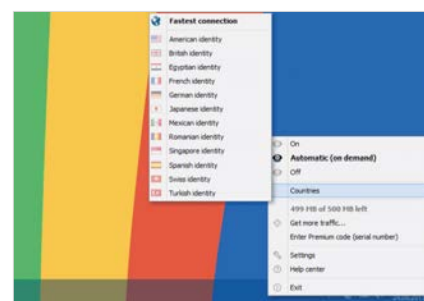 Fastest connection
American identity
British identity
Egyptian identity
French identity
German identity
Japanese identity
Mexican identity
Romanian identity
Singapore identity
Spanish identity
Swiss identity
Turkish identity
On
Automatic (on demand)
Off
Countries
499 MB of 500 MB left
Get more traffic...
Enter Premium code (serial number)
Settings
Help center
Exit